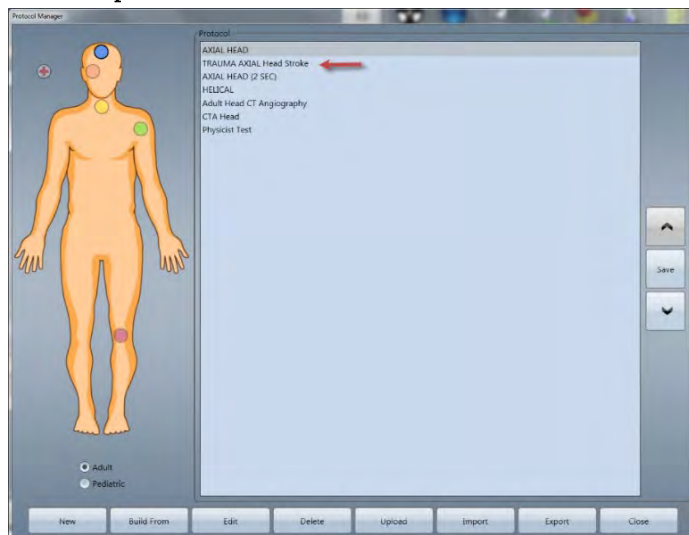 Protocol Manager
Protocol
AXIAL HEAD
TRAUMA AXIAL Head Stroke
AXIAL HEAD (2 SEC)
HELICAL
Adult Head CT Angiography
CTA Head
Physicist Test
Save
Adult
Pediatric
New Build From Edit Delete Upload Import Export Close